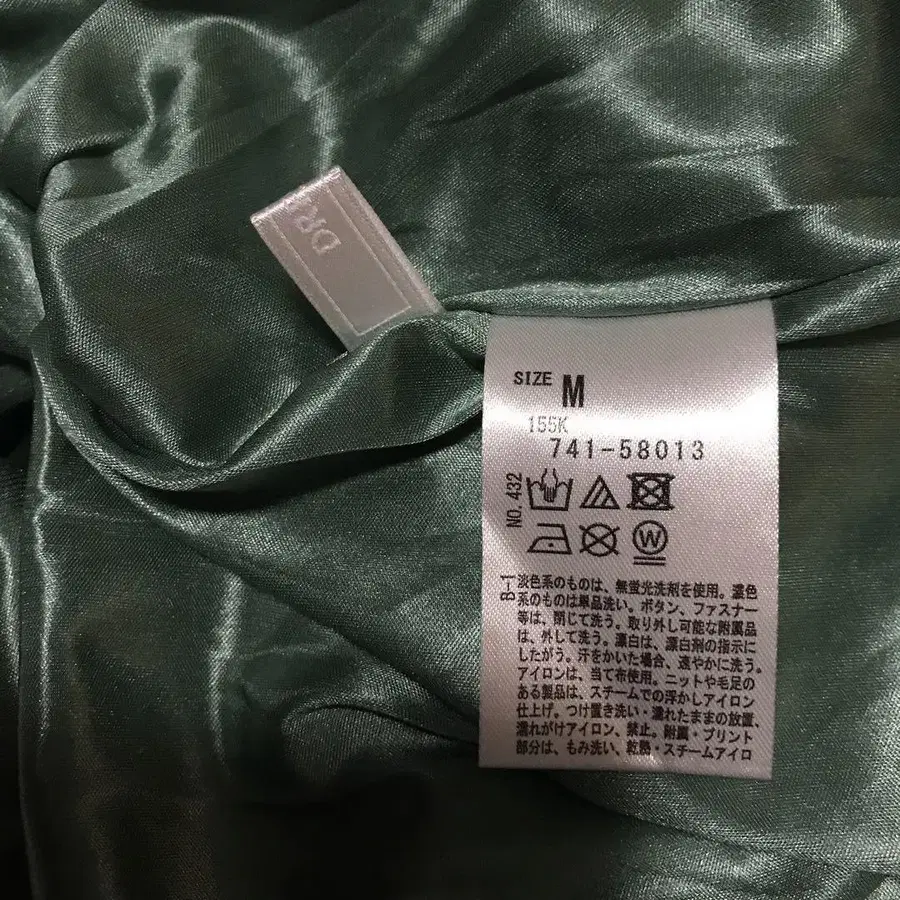 DR
SIZE M
155K
741-58013
NO. 432
W
B-1
淡色系のものは、無蛍光洗剤を使用。濃色
系のものは単品洗い。ボタン、ファスナー
等は、閉じて洗う。取り外し可能な附属品
は、外して洗う。漂白は、漂白剤の指示に
したがう。汗をかいた場合、速やかに洗う。
アイロンは、当て布使用。ニットや毛足の
ある製品は、スチームでの浮かしアイロン
仕上げ。つけ置き洗い・濡れたままの放置、
濡れがけアイロン、禁止。附属・プリント
部分は、もみ洗い、乾熱・スチームアイロ